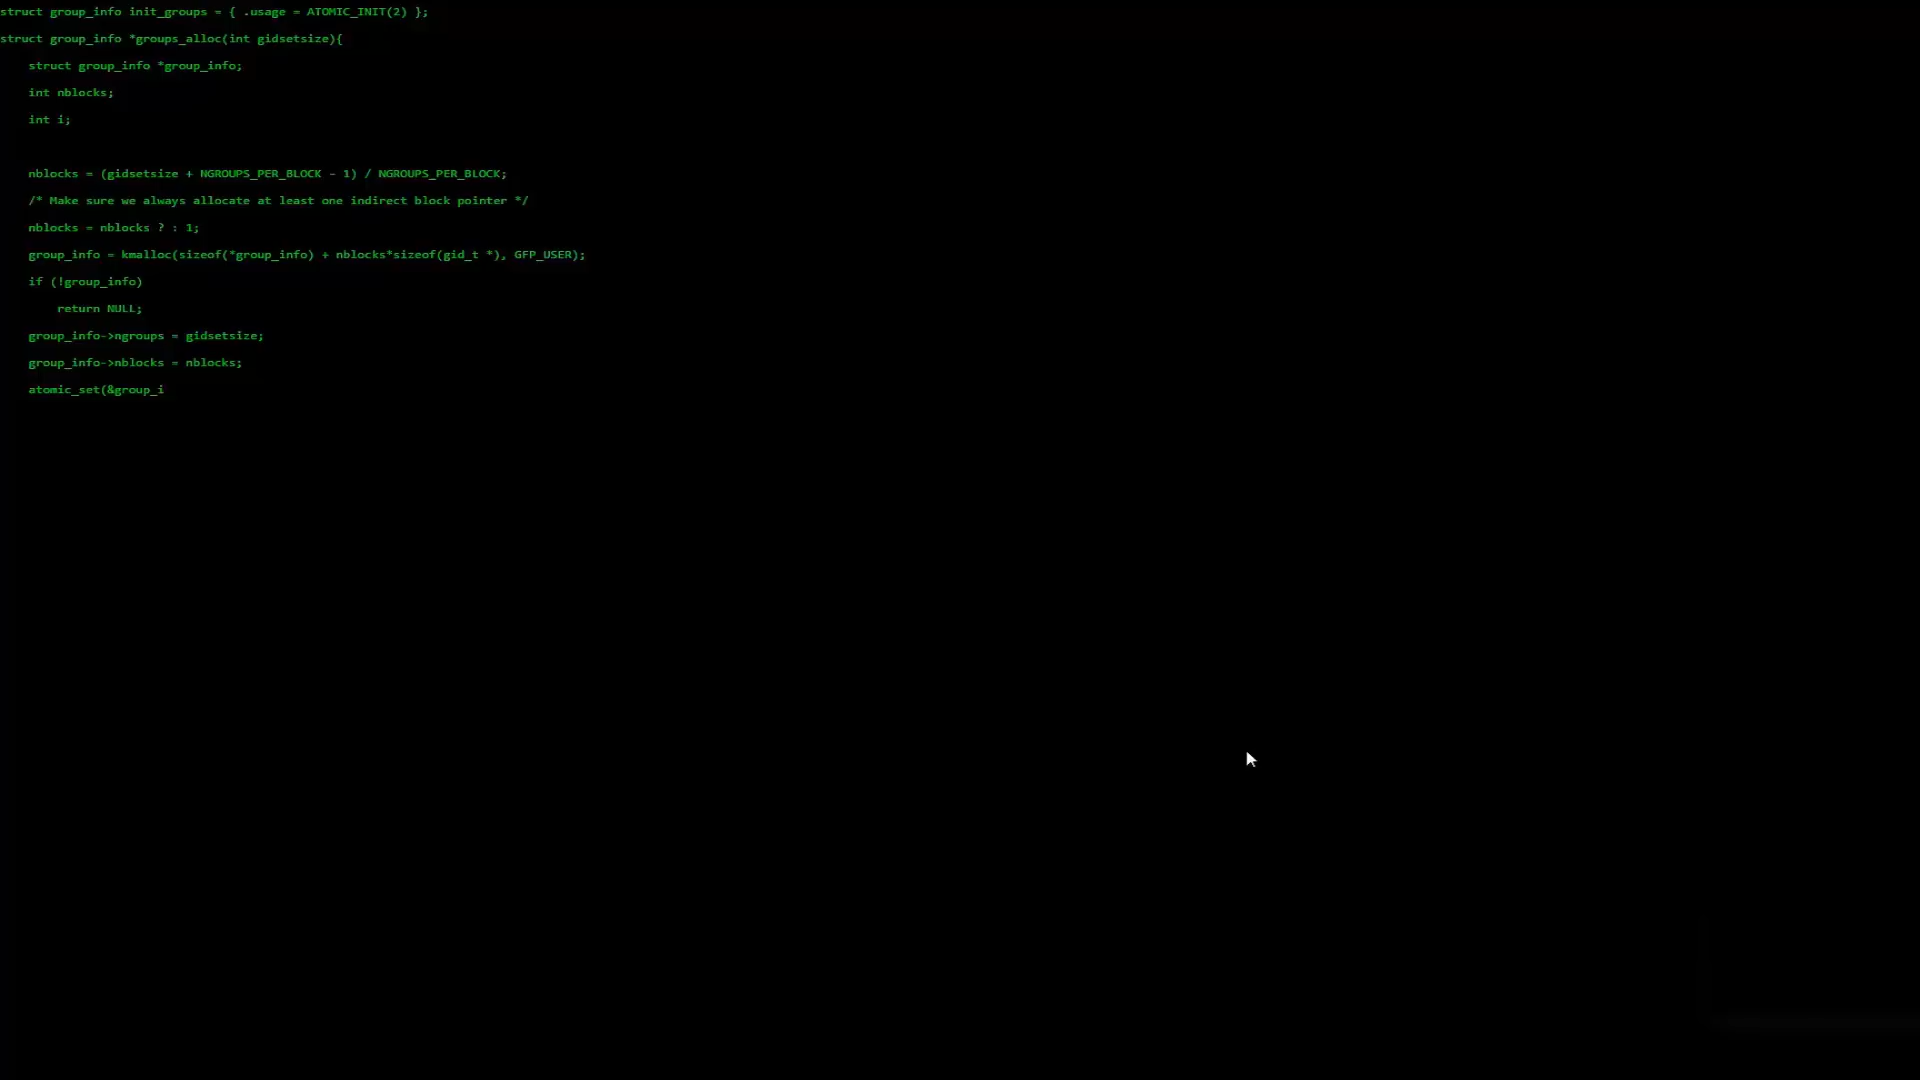 struct group_info init_groups = { .usage = ATOMIC_INIT(2) };
struct group_info *groups_alloc(int gidsetsize){
    struct group_info *group_info;
    int nblocks;
    int i;

    nblocks = (gidsetsize + NGROUPS_PER_BLOCK - 1) / NGROUPS_PER_BLOCK;
    /* Make sure we always allocate at least one indirect block pointer */
    nblocks = nblocks ? : 1;
    group_info = kmalloc(sizeof(*group_info) + nblocks*sizeof(gid_t *), GFP_USER);
    if (!group_info)
        return NULL;
    group_info->ngroups = gidsetsize;
    group_info->nblocks = nblocks;
    atomic_set(&group_i